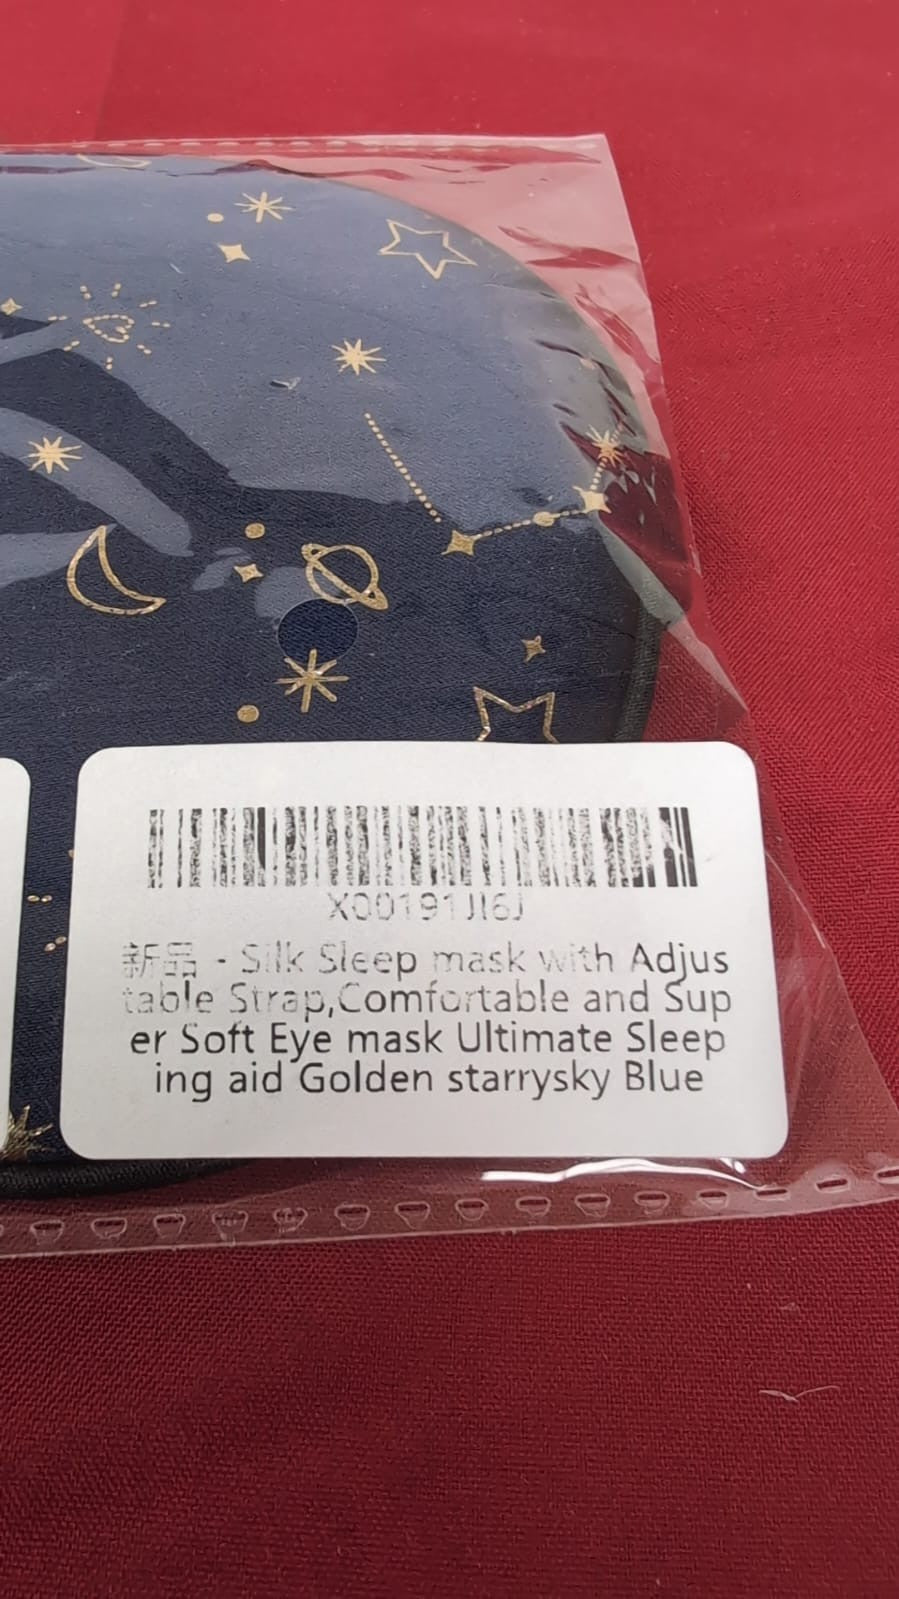 X00191JI6J
新品 - Silk Sleep mask with Adjus
table Strap,Comfortable and Sup
er Soft Eye mask Ultimate Sleep
ing aid Golden starrysky Blue